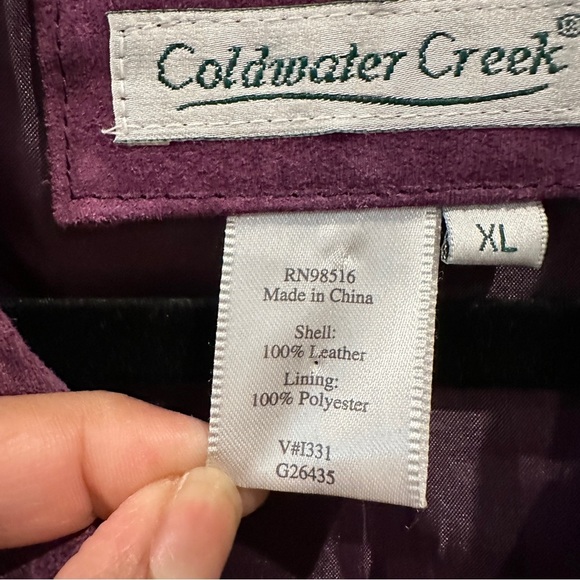 Coldwater Creek®
XL
RN98516
Made in China
Shell:
100% Leather
Lining:
100% Polyester
V#I331
G26435